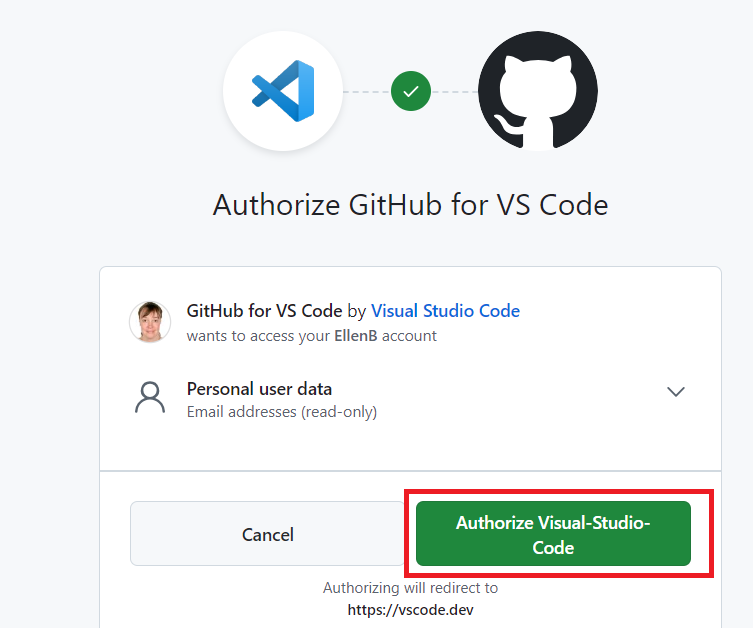 Authorize GitHub for VS Code
GitHub for VS Code by Visual Studio Code
wants to access your EllenB account
Personal user data
Email addresses (read-only)
Cancel
Authorize Visual-Studio-
Code
Authorizing will redirect to
https://vscode.dev